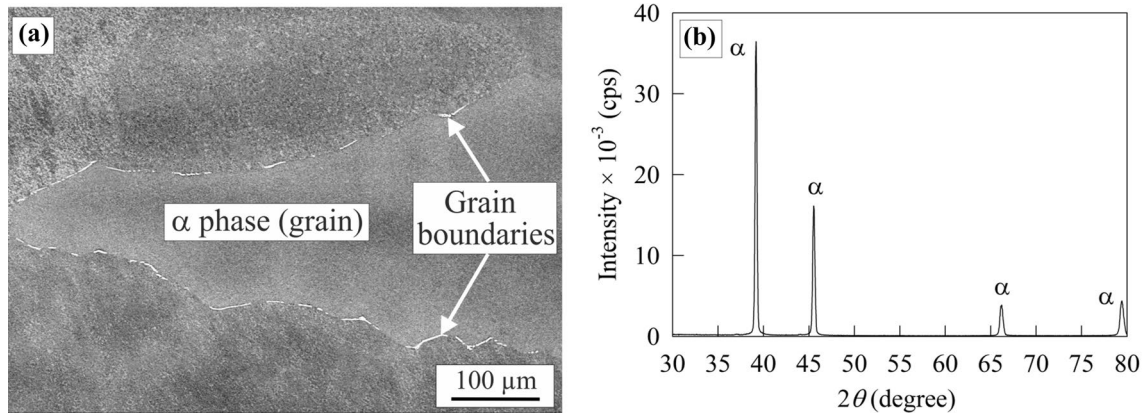 (a)
α phase (grain)
Grain
boundaries
100 µm
(b)
α
α
α
α
40
30
20
10
0
Intensity × 10⁻³ (cps)
30 35 40 45 50 55 60 65 70 75 80
2θ (degree)